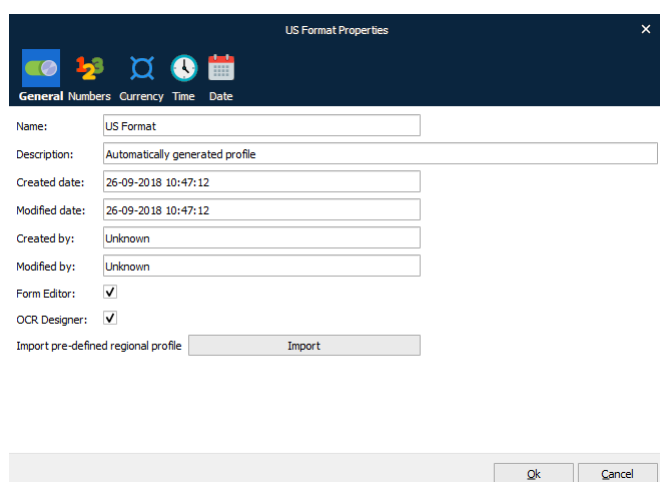 US Format Properties
General Numbers Currency Time Date
Name: US Format
Description: Automatically generated profile
Created date: 26-09-2018 10:47:12
Modified date: 26-09-2018 10:47:12
Created by: Unknown
Modified by: Unknown
Form Editor:
OCR Designer:
Import pre-defined regional profile Import
Ok Cancel